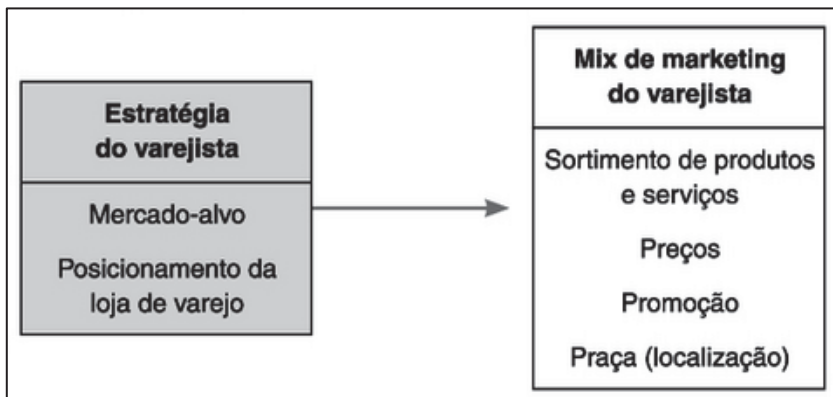 Estratégia
do varejista
Mercado-alvo
Posicionamento da
loja de varejo
Mix de marketing
do varejista
Sortimento de produtos
e serviços
Preços
Promoção
Praça (localização)